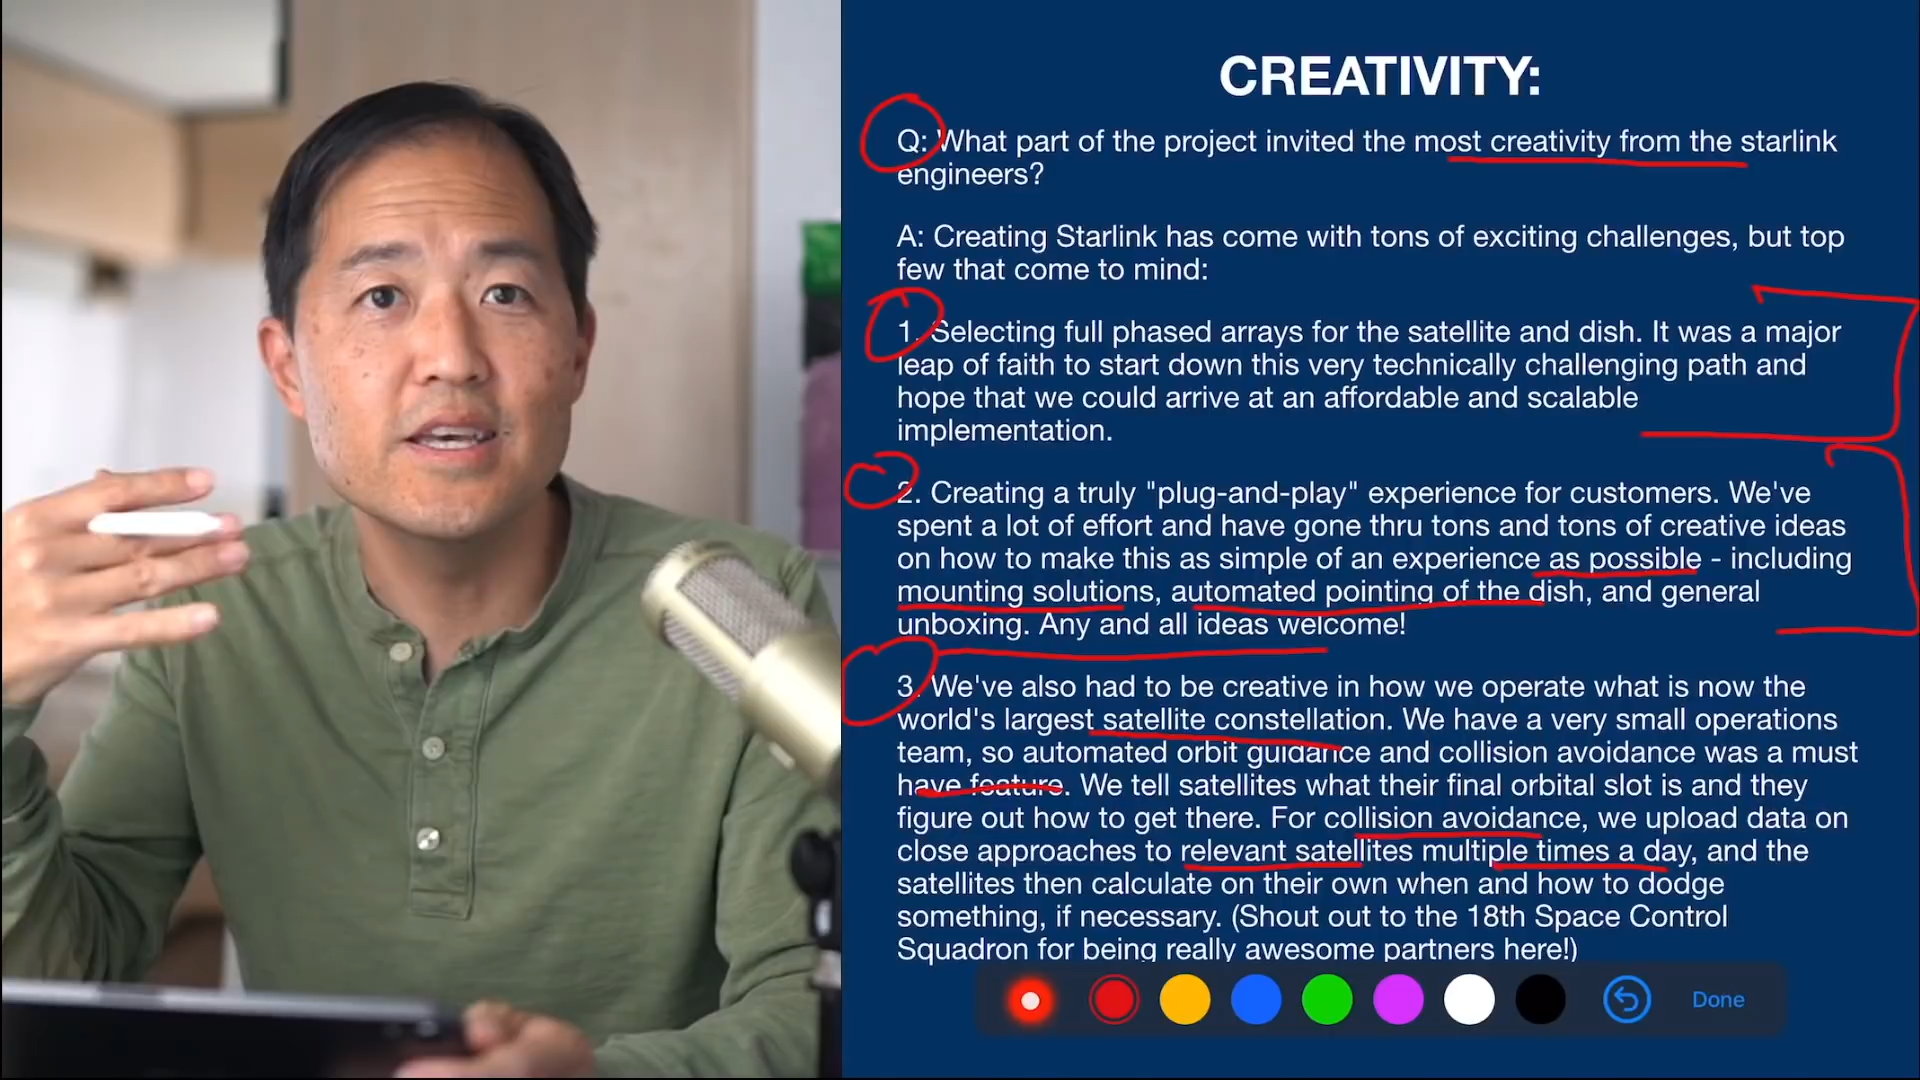 CREATIVITY:
Q: What part of the project invited the most creativity from the starlink
engineers?
A: Creating Starlink has come with tons of exciting challenges, but top
few that come to mind:
1. Selecting full phased arrays for the satellite and dish. It was a major
leap of faith to start down this very technically challenging path and
hope that we could arrive at an affordable and scalable
implementation.
2. Creating a truly "plug-and-play" experience for customers. We've
spent a lot of effort and have gone thru tons and tons of creative ideas
on how to make this as simple of an experience as possible - including
mounting solutions, automated pointing of the dish, and general
unboxing. Any and all ideas welcome!
3. We've also had to be creative in how we operate what is now the
world's largest satellite constellation. We have a very small operations
team, so automated orbit guidance and collision avoidance was a must
have feature. We tell satellites what their final orbital slot is and they
figure out how to get there. For collision avoidance, we upload data on
close approaches to relevant satellites multiple times a day, and the
satellites then calculate on their own when and how to dodge
something, if necessary. (Shout out to the 18th Space Control
Squadron for being really awesome partners here!)
Done